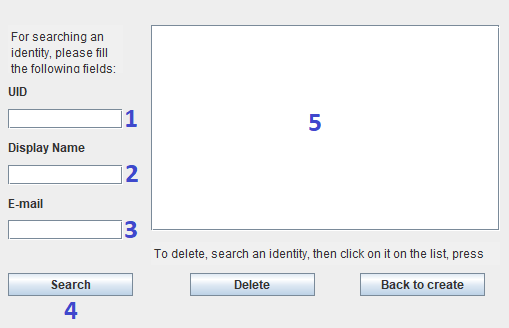 For searching an
identity, please fill
the following fields:
UID
1
Display Name
2
E-mail
3
5
To delete, search an identity, then click on it on the list, press
Search
Delete
Back to create
4